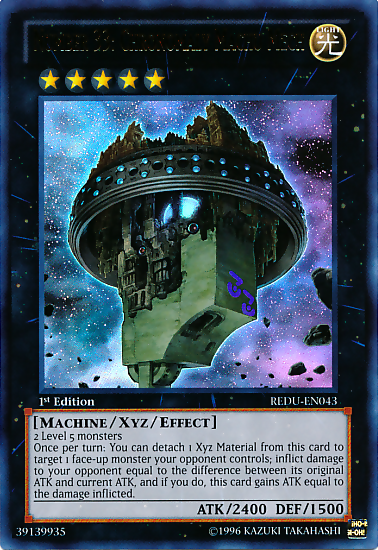 LIGHT
光
33
1st Edition
REDU-EN043
[MACHINE/XYZ/EFFECT]
2 Level 5 monsters
Once per turn: You can detach 1 Xyz Material from this card to
target 1 face-up monster your opponent controls; inflict damage
to your opponent equal to the difference between its original
ATK and current ATK, and if you do, this card gains ATK equal to
the damage inflicted.
ATK/2400 DEF/1500
39139935
©1996 KAZUKI TAKAHASHI